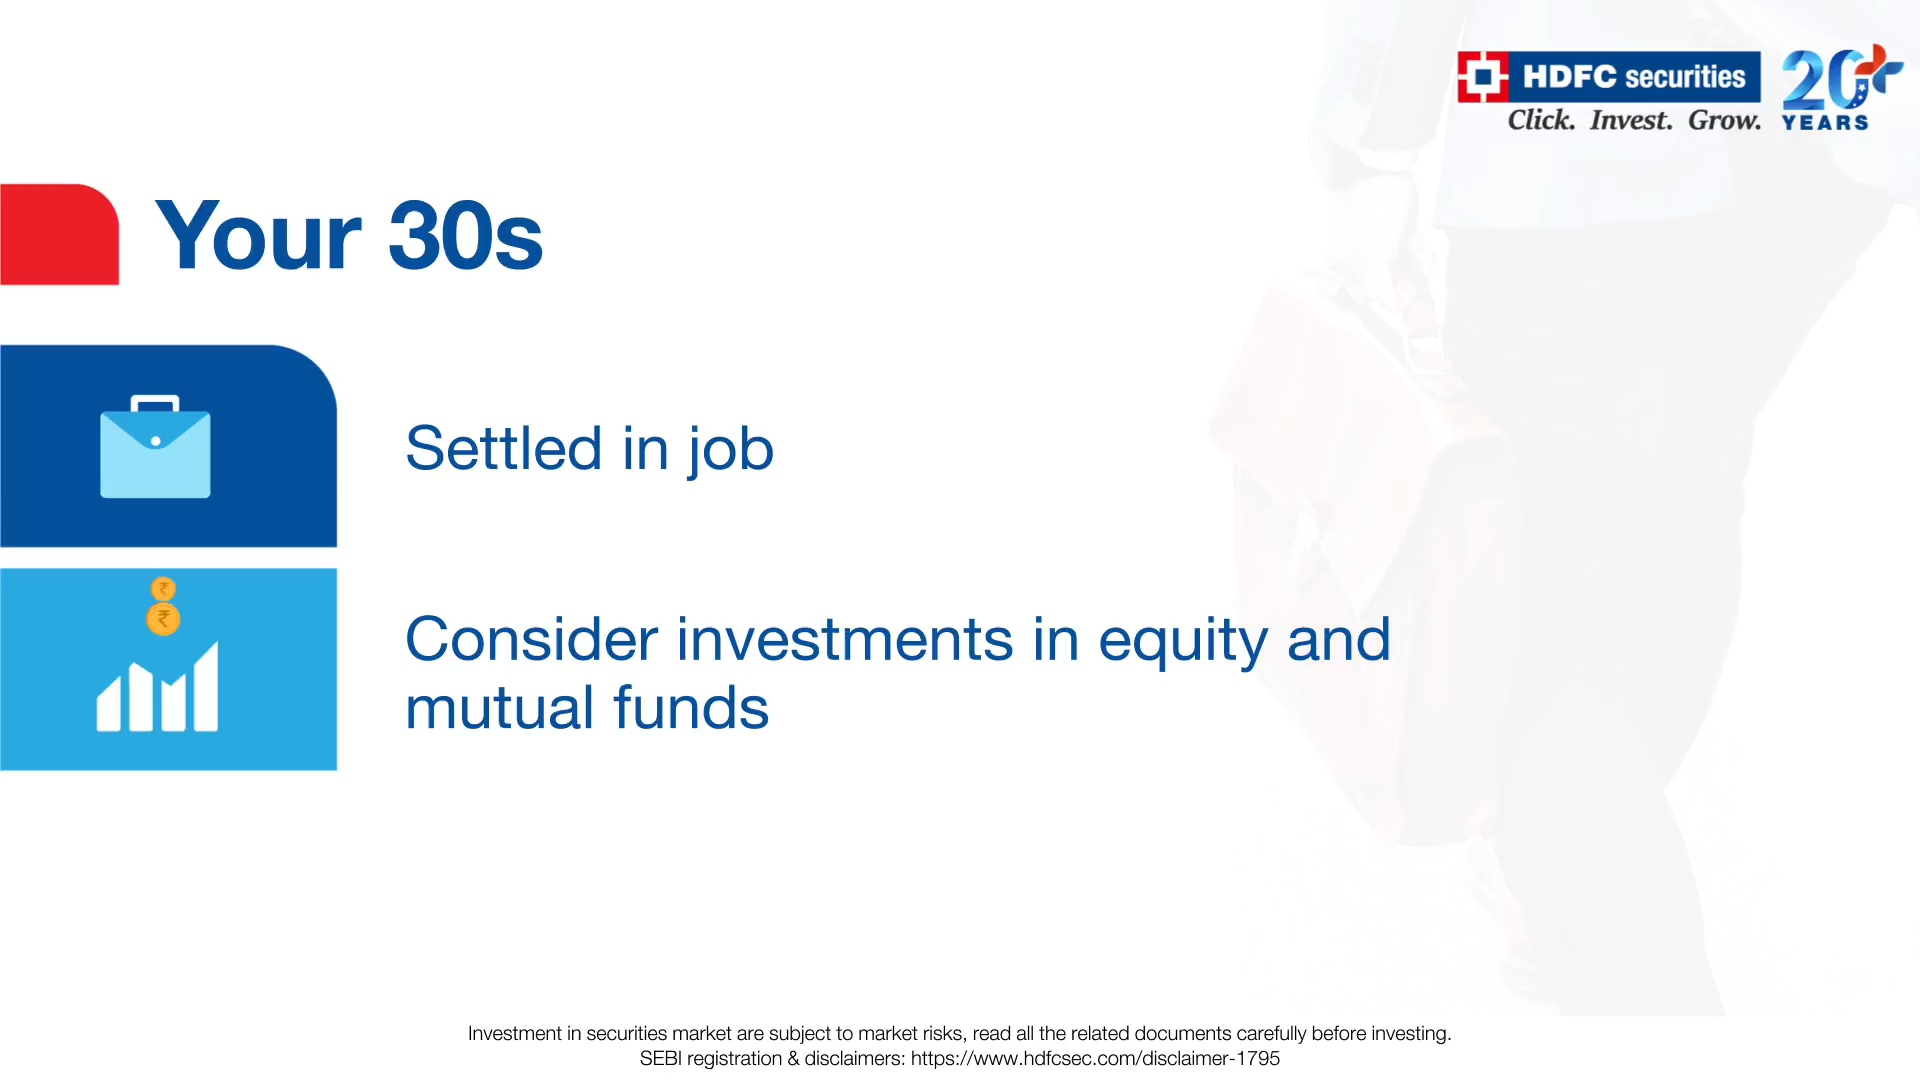 HDFC securities
Click. Invest. Grow.
20
YEARS
Your 30s
Settled in job
₹
₹
Consider investments in equity and
mutual funds
Investment in securities market are subject to market risks, read all the related documents carefully before investing.
SEBI registration & disclaimers: https://www.hdfcsec.com/disclaimer-1795